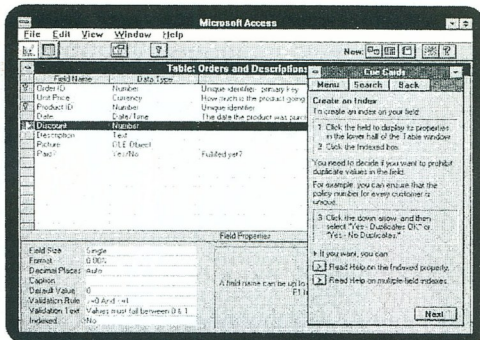 Microsoft Access
File Edit View Window Help
New:
Table: Orders and Descriptions
Field Name Data Type
Order ID Number Unique identifier- primary key
Unit Price Currency How much is the product going
Product ID Number Unique identifier
Date Date/Time The date the product was purc
Discount Number
Description Text
Picture OLE Object
Paid? Yes/No Fulfilled yet?
Field Properties
Field Size Single
Format 0.00%
Decimal Places Auto
Caption
Default Value 0
Validation Rule >=0 And <=1
Validation Text Values must fall between 0 & 1
Indexed No
A field name can be up to
Cue Cards
Menu Search Back
Create an Index
To create an index on your field:
1 Click the field to display its properties
in the lower half of the Table window.
2 Click the Indexed box.
You need to decide if you want to prohibit
duplicate values in the field.
For example, you can ensure that the
policy number for every customer is
unique.
3 Click the down arrow and then
select "Yes - Duplicates OK" or
"Yes - No Duplicates."
If you want, you can
Read Help on the Indexed property.
Read Help on multiple field indexes.
Next